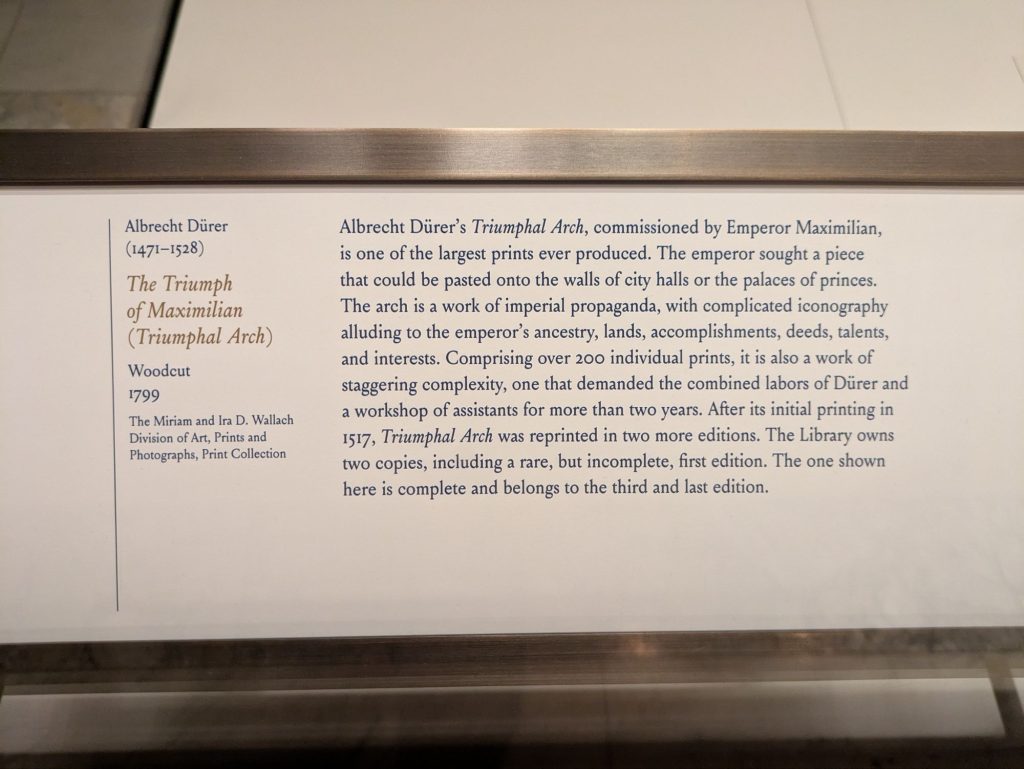 Albrecht Dürer
(1471–1528)
The Triumph
of Maximilian
(Triumphal Arch)
Woodcut
1799
The Miriam and Ira D. Wallach
Division of Art, Prints and
Photographs, Print Collection
Albrecht Dürer’s Triumphal Arch, commissioned by Emperor Maximilian,
is one of the largest prints ever produced. The emperor sought a piece
that could be pasted onto the walls of city halls or the palaces of princes.
The arch is a work of imperial propaganda, with complicated iconography
alluding to the emperor’s ancestry, lands, accomplishments, deeds, talents,
and interests. Comprising over 200 individual prints, it is also a work of
staggering complexity, one that demanded the combined labors of Dürer and
a workshop of assistants for more than two years. After its initial printing in
1517, Triumphal Arch was reprinted in two more editions. The Library owns
two copies, including a rare, but incomplete, first edition. The one shown
here is complete and belongs to the third and last edition.